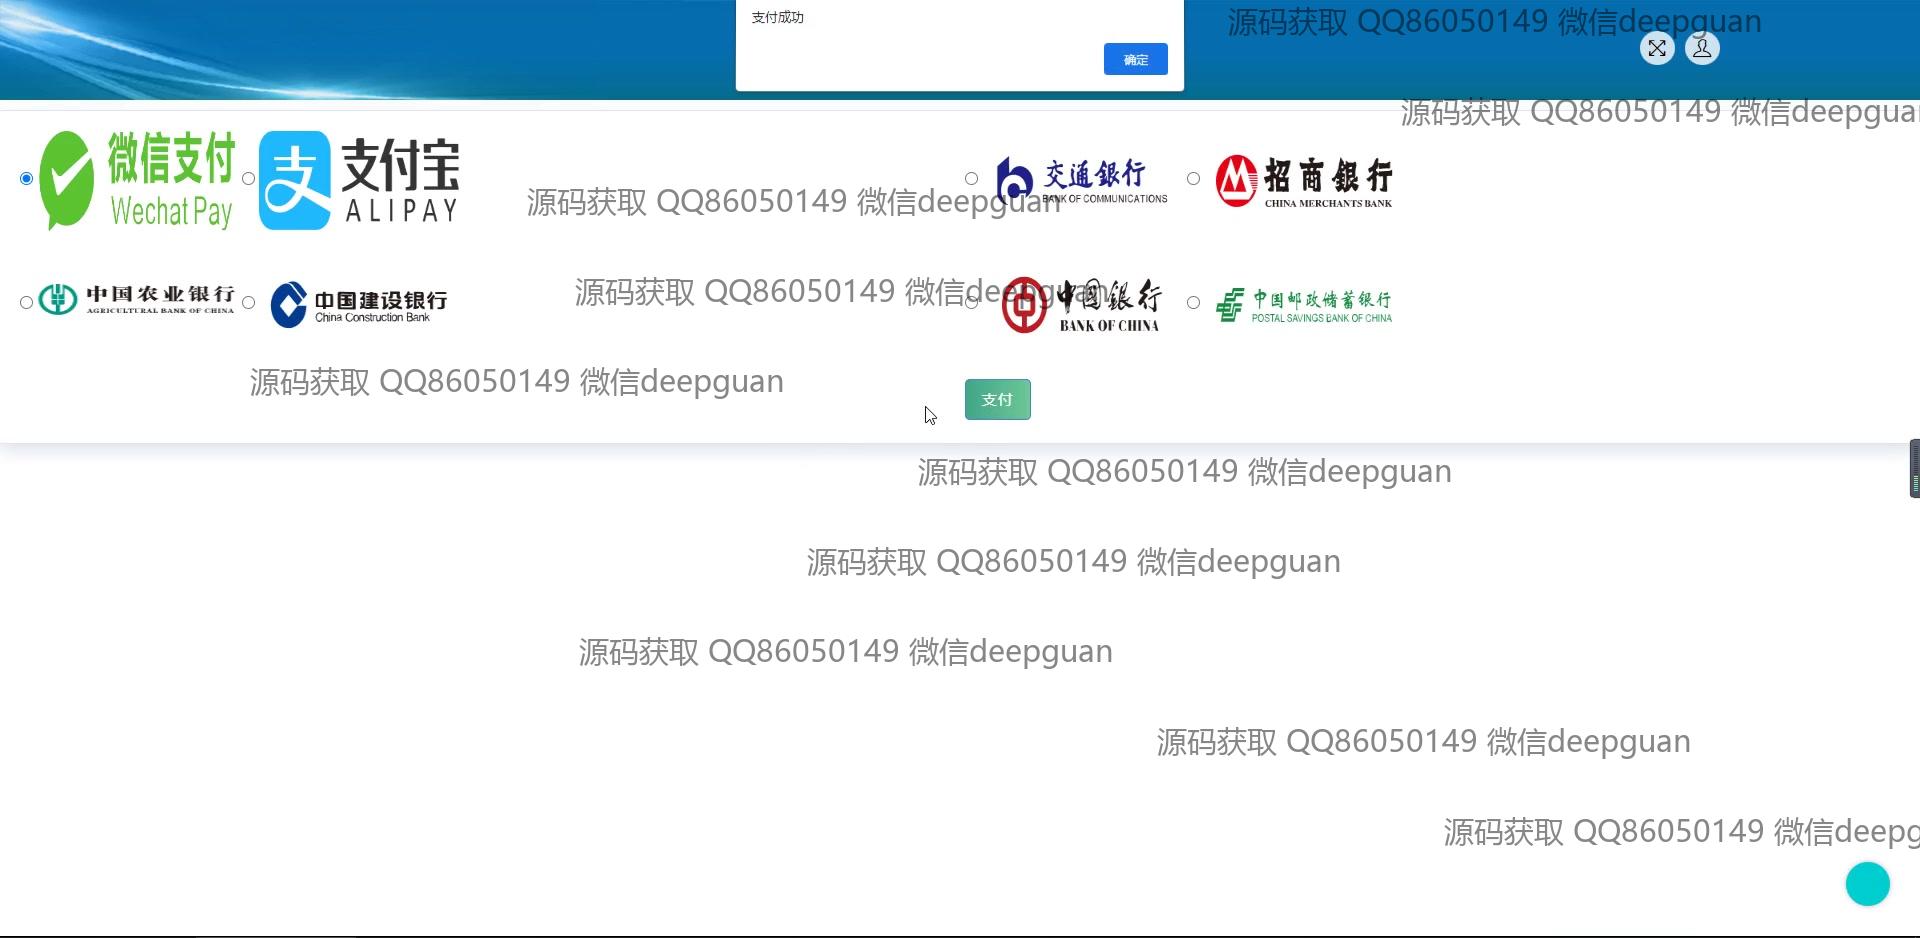 支付成功
确定
源码获取 QQ86050149 微信deepguan
源码获取 QQ86050149 微信deepguan
微信支付
Wechat Pay
支付宝
ALIPAY
源码获取 QQ86050149 微信deepguan
交通銀行
BANK OF COMMUNICATIONS
招商銀行
CHINA MERCHANTS BANK
中国农业银行
AGRICULTURAL BANK OF CHINA
中国建设银行
China Construction Bank
源码获取 QQ86050149 微信deepguan
中国銀行
BANK OF CHINA
中国邮政储蓄银行
POSTAL SAVINGS BANK OF CHINA
源码获取 QQ86050149 微信deepguan
支付
源码获取 QQ86050149 微信deepguan
源码获取 QQ86050149 微信deepguan
源码获取 QQ86050149 微信deepguan
源码获取 QQ86050149 微信deepguan
源码获取 QQ86050149 微信deepg